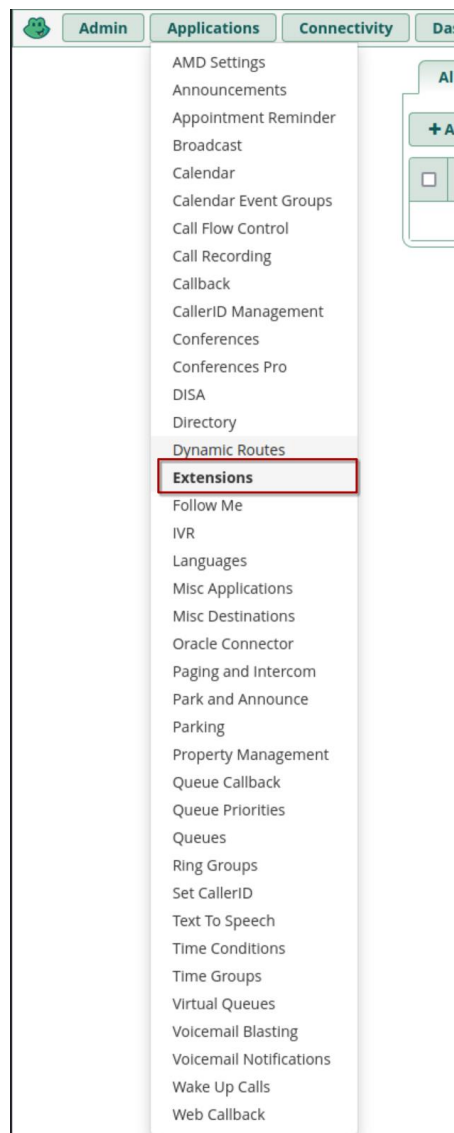 Admin
Applications
Connectivity
AMD Settings
Announcements
Appointment Reminder
Broadcast
Calendar
Calendar Event Groups
Call Flow Control
Call Recording
Callback
CallerID Management
Conferences
Conferences Pro
DISA
Directory
Dynamic Routes
Extensions
Follow Me
IVR
Languages
Misc Applications
Misc Destinations
Oracle Connector
Paging and Intercom
Park and Announce
Parking
Property Management
Queue Callback
Queue Priorities
Queues
Ring Groups
Set CallerID
Text To Speech
Time Conditions
Time Groups
Virtual Queues
Voicemail Blasting
Voicemail Notifications
Wake Up Calls
Web Callback